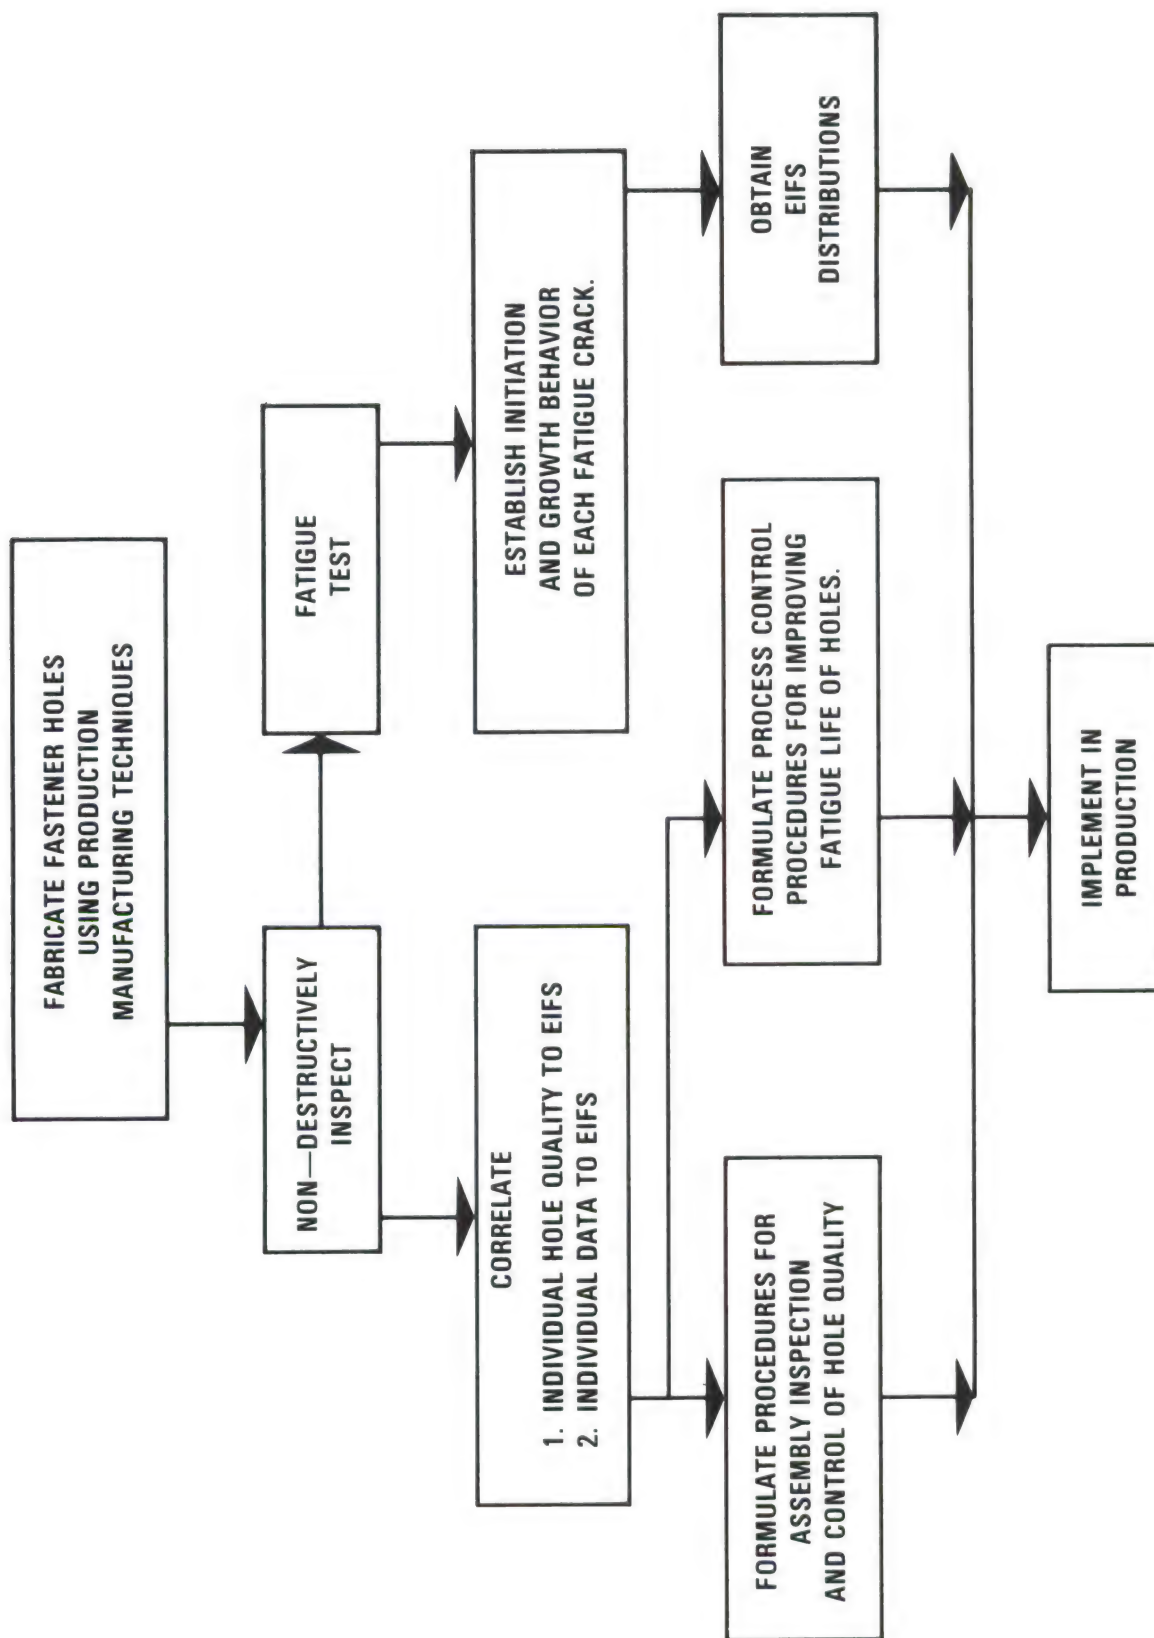 FABRICATE FASTENER HOLES
USING PRODUCTION
MANUFACTURING TECHNIQUES
NON—DESTRUCTIVELY
INSPECT
FATIGUE
TEST
CORRELATE
1. INDIVIDUAL HOLE QUALITY TO EIFS
2. INDIVIDUAL DATA TO EIFS
ESTABLISH INITIATION
AND GROWTH BEHAVIOR
OF EACH FATIGUE CRACK.
FORMULATE PROCEDURES FOR
ASSEMBLY INSPECTION
AND CONTROL OF HOLE QUALITY
FORMULATE PROCESS CONTROL
PROCEDURES FOR IMPROVING
FATIGUE LIFE OF HOLES.
OBTAIN
EIFS
DISTRIBUTIONS
IMPLEMENT IN
PRODUCTION